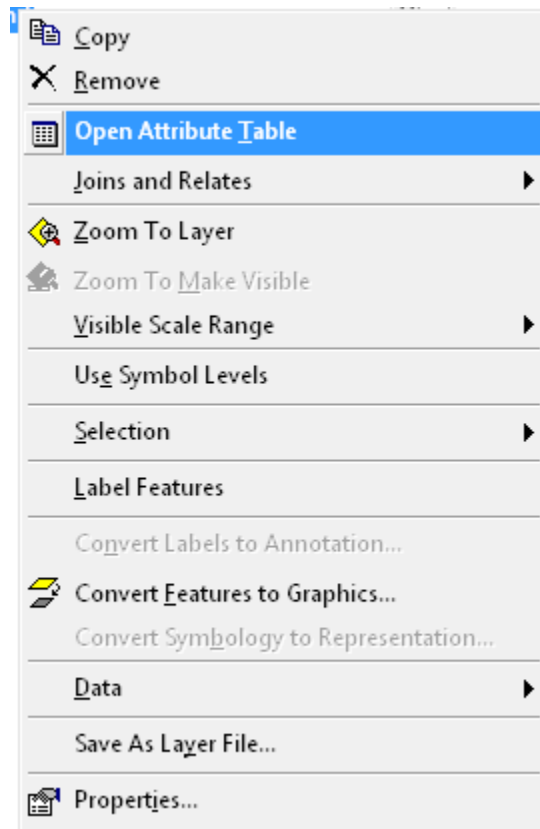 Copy
Remove
Open Attribute Table
Joins and Relates
Zoom To Layer
Zoom To Make Visible
Visible Scale Range
Use Symbol Levels
Selection
Label Features
Convert Labels to Annotation...
Convert Features to Graphics...
Convert Symbology to Representation...
Data
Save As Layer File...
Properties...